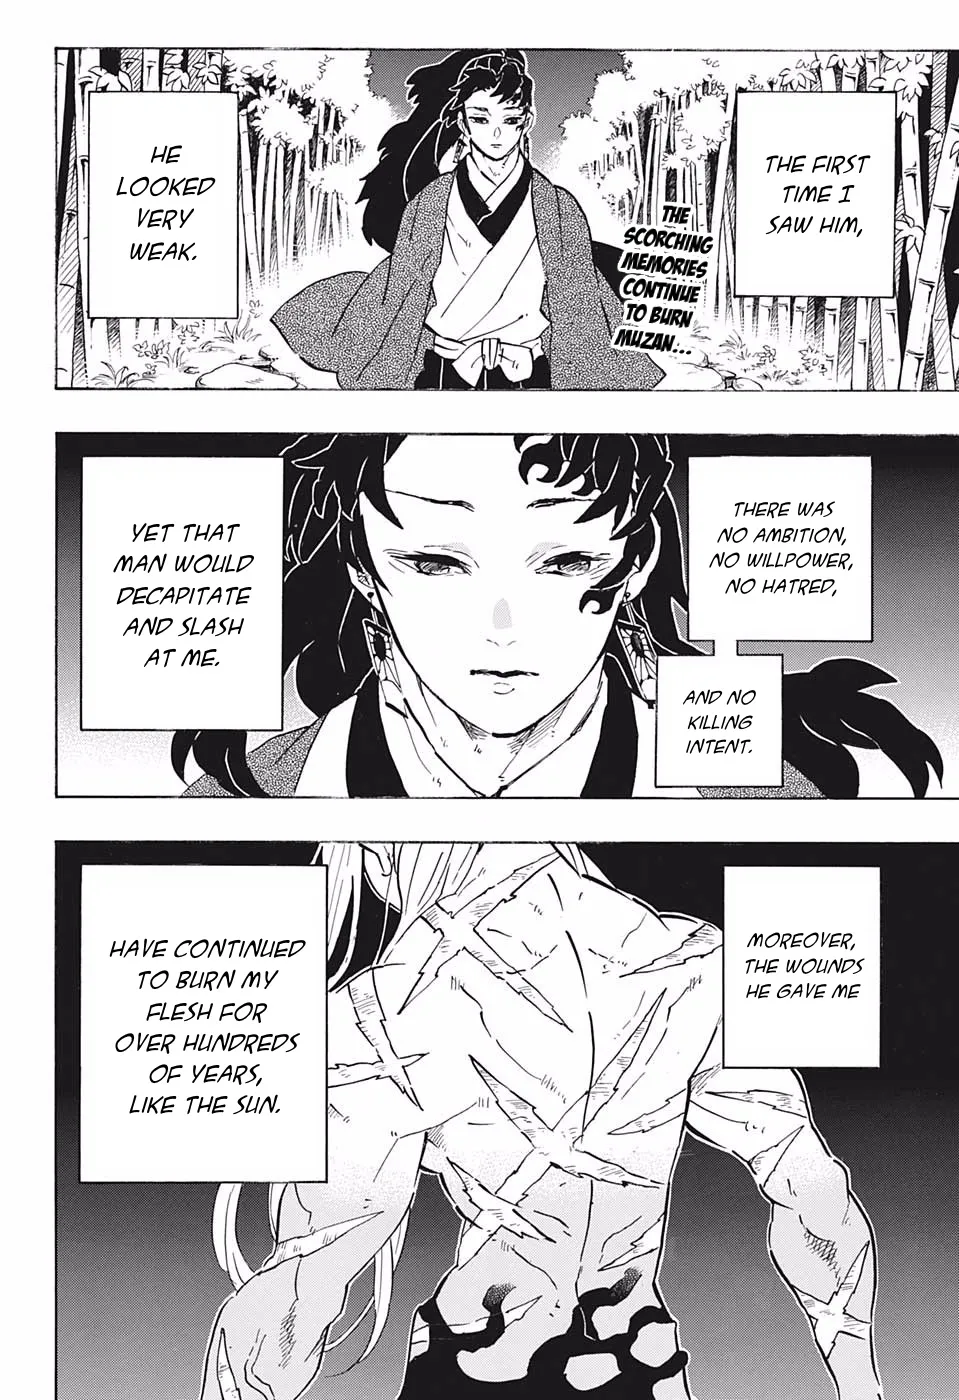 THE FIRST
TIME I
SAW HIM,
THE
SCORCHING
MEMORIES
CONTINUE
TO BURN
MUZAN...
HE
LOOKED
VERY
WEAK.
THERE WAS
NO AMBITION,
NO WILLPOWER,
NO HATRED,
AND NO
KILLING
INTENT.
YET THAT
MAN WOULD
DECAPITATE
AND SLASH
AT ME.
MOREOVER,
THE WOUNDS
HE GAVE ME
HAVE CONTINUED
TO BURN MY
FLESH FOR
OVER HUNDREDS
OF YEARS,
LIKE THE SUN.